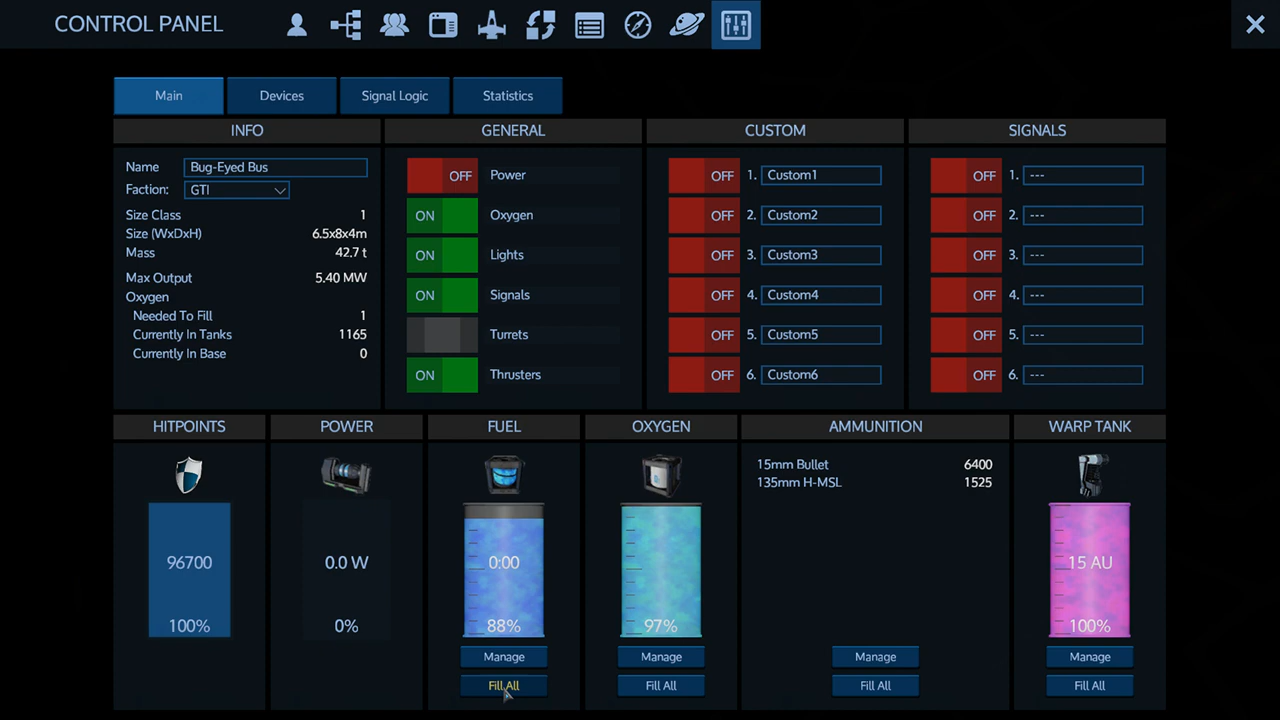 CONTROL PANEL
Main
Devices
Signal Logic
Statistics
INFO
Name Bug-Eyed Bus
Faction: GTI
Size Class 1
Size (WxDxH) 6.5x8x4m
Mass 42.7 t
Max Output 5.40 MW
Oxygen
Needed To Fill 1
Currently In Tanks 1165
Currently In Base 0
GENERAL
OFF Power
ON Oxygen
ON Lights
ON Signals
Turrets
ON Thrusters
CUSTOM
OFF 1. Custom1
OFF 2. Custom2
OFF 3. Custom3
OFF 4. Custom4
OFF 5. Custom5
OFF 6. Custom6
SIGNALS
OFF 1. ---
OFF 2. ---
OFF 3. ---
OFF 4. ---
OFF 5. ---
OFF 6. ---
HITPOINTS
96700
100%
POWER
0.0 W
0%
FUEL
0:00
88%
Manage
Fill All
OXYGEN
97%
Manage
Fill All
AMMUNITION
15mm Bullet 6400
135mm H-MSL 1525
Manage
Fill All
WARP TANK
15 AU
100%
Manage
Fill All